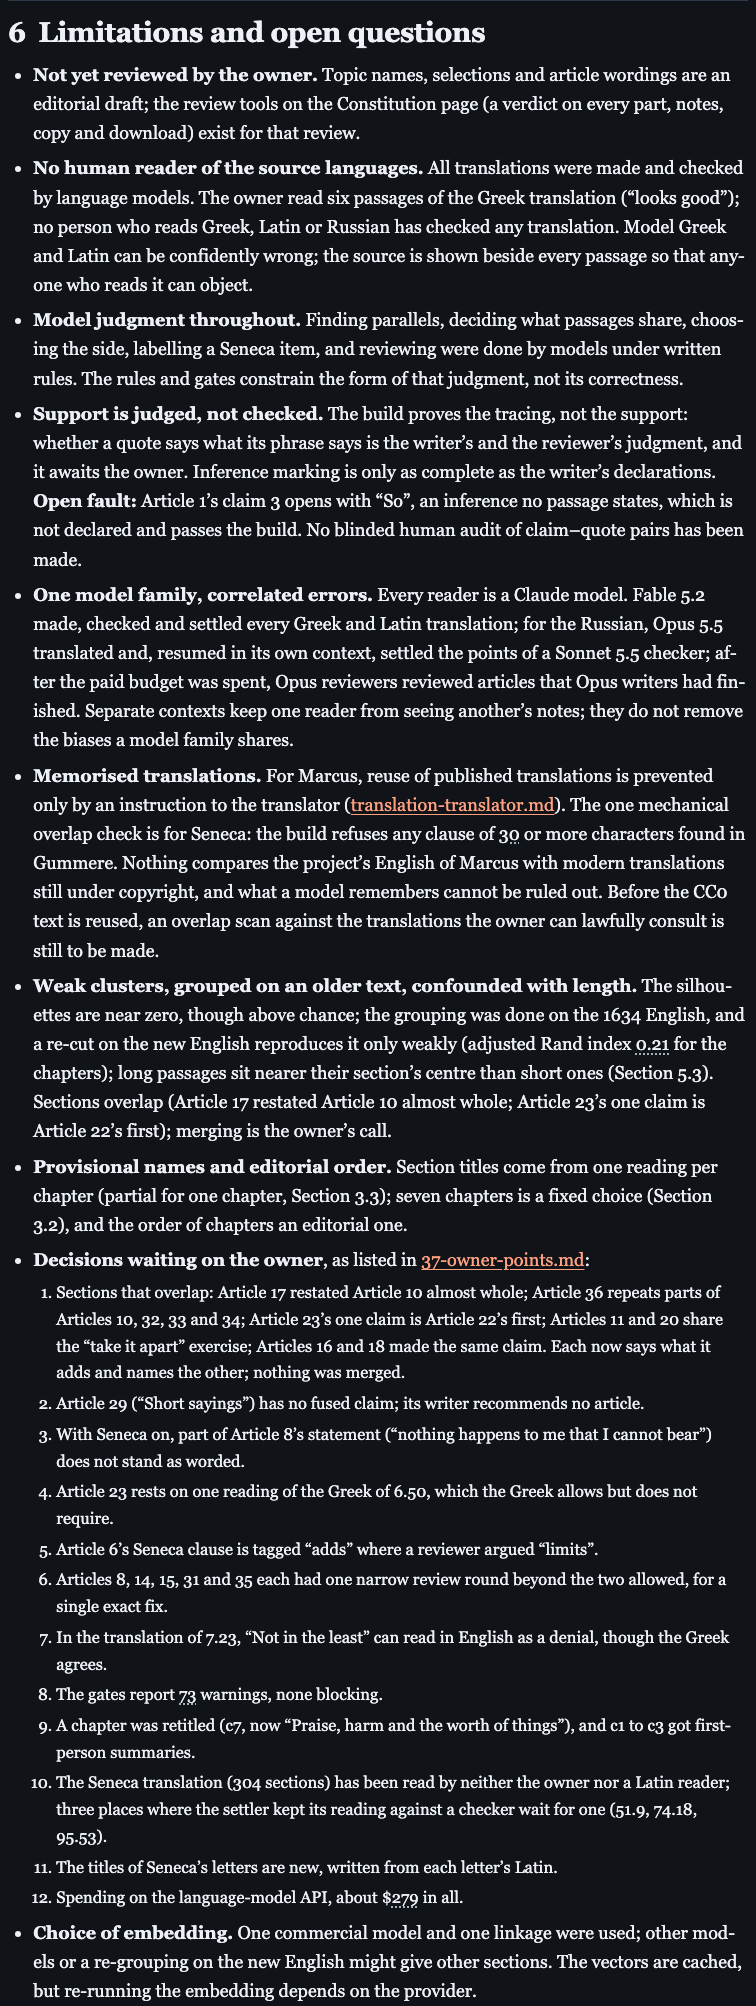 6 Limitations and open questions
• Not yet reviewed by the owner. Topic names, selections and article wordings are an
editorial draft; the review tools on the Constitution page (a verdict on every part, notes,
copy and download) exist for that review.
• No human reader of the source languages. All translations were made and checked
by language models. The owner read six passages of the Greek translation (“looks good”);
no person who reads Greek, Latin or Russian has checked any translation. Model Greek
and Latin can be confidently wrong; the source is shown beside every passage so that any-
one who reads it can object.
• Model judgment throughout. Finding parallels, deciding what passages share, choos-
ing the side, labelling a Seneca item, and reviewing were done by models under written
rules. The rules and gates constrain the form of that judgment, not its correctness.
• Support is judged, not checked. The build proves the tracing, not the support:
whether a quote says what its phrase says is the writer’s and the reviewer’s judgment, and
it awaits the owner. Inference marking is only as complete as the writer’s declarations.
Open fault: Article 1’s claim 3 opens with “So”, an inference no passage states, which is
not declared and passes the build. No blinded human audit of claim–quote pairs has been
made.
• One model family, correlated errors. Every reader is a Claude model. Fable 5.2
made, checked and settled every Greek and Latin translation; for the Russian, Opus 5.5
translated and, resumed in its own context, settled the points of a Sonnet 5.5 checker; af-
ter the paid budget was spent, Opus reviewers reviewed articles that Opus writers had fin-
ished. Separate contexts keep one reader from seeing another’s notes; they do not remove
the biases a model family shares.
• Memorised translations. For Marcus, reuse of published translations is prevented
only by an instruction to the translator (translation-translator.md). The one mechanical
overlap check is for Seneca: the build refuses any clause of 30 or more characters found in
Gummere. Nothing compares the project’s English of Marcus with modern translations
still under copyright, and what a model remembers cannot be ruled out. Before the CC0
text is reused, an overlap scan against the translations the owner can lawfully consult is
still to be made.
• Weak clusters, grouped on an older text, confounded with length. The silhou-
ettes are near zero, though above chance; the grouping was done on the 1634 English, and
a re-cut on the new English reproduces it only weakly (adjusted Rand index 0.21 for the
chapters); long passages sit nearer their section’s centre than short ones (Section 5.3).
Sections overlap (Article 17 restated Article 10 almost whole; Article 23’s one claim is
Article 22’s first); merging is the owner’s call.
• Provisional names and editorial order. Section titles come from one reading per
chapter (partial for one chapter, Section 3.3); seven chapters is a fixed choice (Section
3.2), and the order of chapters an editorial one.
• Decisions waiting on the owner, as listed in 37-owner-points.md:
1. Sections that overlap: Article 17 restated Article 10 almost whole; Article 36 repeats parts of
Articles 10, 32, 33 and 34; Article 23’s one claim is Article 22’s first; Articles 11 and 20 share
the “take it apart” exercise; Articles 16 and 18 made the same claim. Each now says what it
adds and names the other; nothing was merged.
2. Article 29 (“Short sayings”) has no fused claim; its writer recommends no article.
3. With Seneca on, part of Article 8’s statement (“nothing happens to me that I cannot bear”)
does not stand as worded.
4. Article 23 rests on one reading of the Greek of 6.50, which the Greek allows but does not
require.
5. Article 6’s Seneca clause is tagged “adds” where a reviewer argued “limits”.
6. Articles 8, 14, 15, 31 and 35 each had one narrow review round beyond the two allowed, for a
single exact fix.
7. In the translation of 7.23, “Not in the least” can read in English as a denial, though the Greek
agrees.
8. The gates report 73 warnings, none blocking.
9. A chapter was retitled (c7, now “Praise, harm and the worth of things”), and c1 to c3 got first-
person summaries.
10. The Seneca translation (304 sections) has been read by neither the owner nor a Latin reader;
three places where the settler kept its reading against a checker wait for one (51.9, 74.18,
95.53).
11. The titles of Seneca’s letters are new, written from each letter’s Latin.
12. Spending on the language-model API, about $279 in all.
• Choice of embedding. One commercial model and one linkage were used; other mod-
els or a re-grouping on the new English might give other sections. The vectors are cached,
but re-running the embedding depends on the provider.